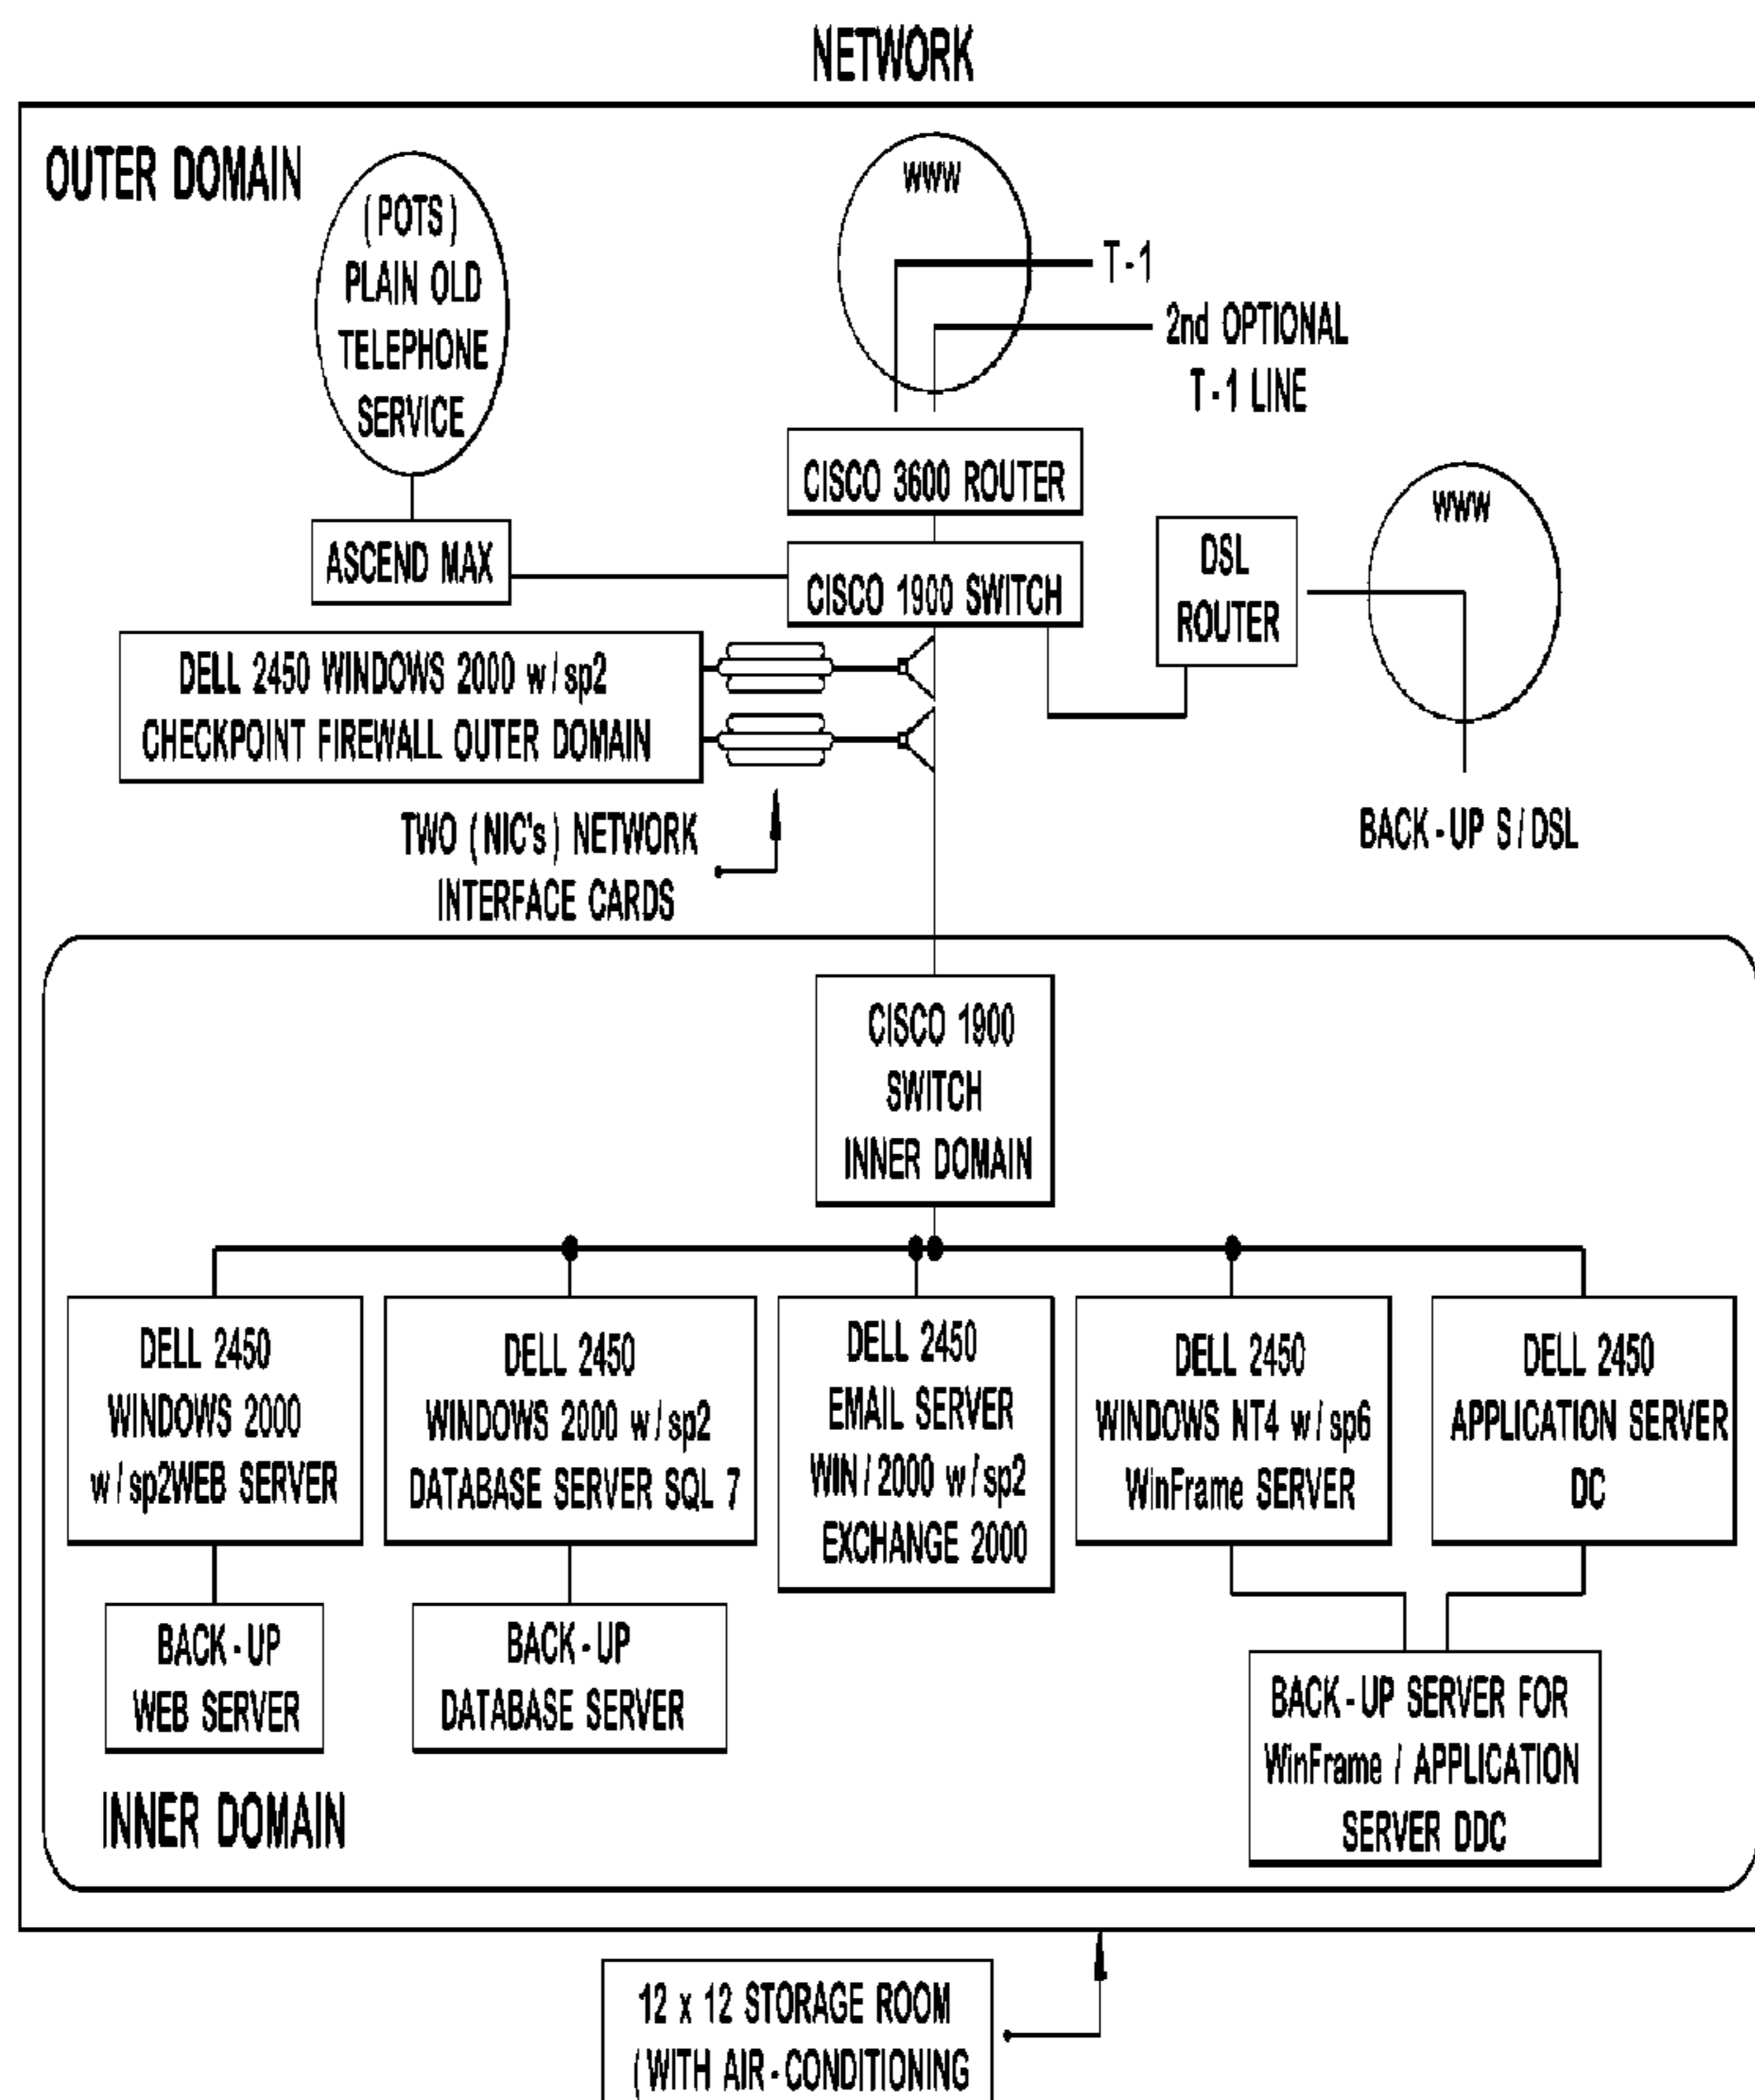 NETWORK
OUTER DOMAIN
(POTS)
PLAIN OLD
TELEPHONE
SERVICE
WWW
T-1
2nd OPTIONAL
T-1 LINE
CISCO 3600 ROUTER
WWW
ASCEND MAX
CISCO 1900 SWITCH
DSL
ROUTER
DELL 2450 WINDOWS 2000 w/sp2
CHECKPOINT FIREWALL OUTER DOMAIN
TWO (NIC's) NETWORK
INTERFACE CARDS
BACK-UP S/DSL
CISCO 1900
SWITCH
INNER DOMAIN
DELL 2450
WINDOWS 2000
w/sp2WEB SERVER
DELL 2450
WINDOWS 2000 w/sp2
DATABASE SERVER SQL 7
DELL 2450
EMAIL SERVER
WIN/2000 w/sp2
EXCHANGE 2000
DELL 2450
WINDOWS NT4 w/sp6
WinFrame SERVER
DELL 2450
APPLICATION SERVER
DC
BACK-UP
WEB SERVER
BACK-UP
DATABASE SERVER
BACK-UP SERVER FOR
WinFrame / APPLICATION
SERVER DDC
INNER DOMAIN
12 x 12 STORAGE ROOM
(WITH AIR-CONDITIONING